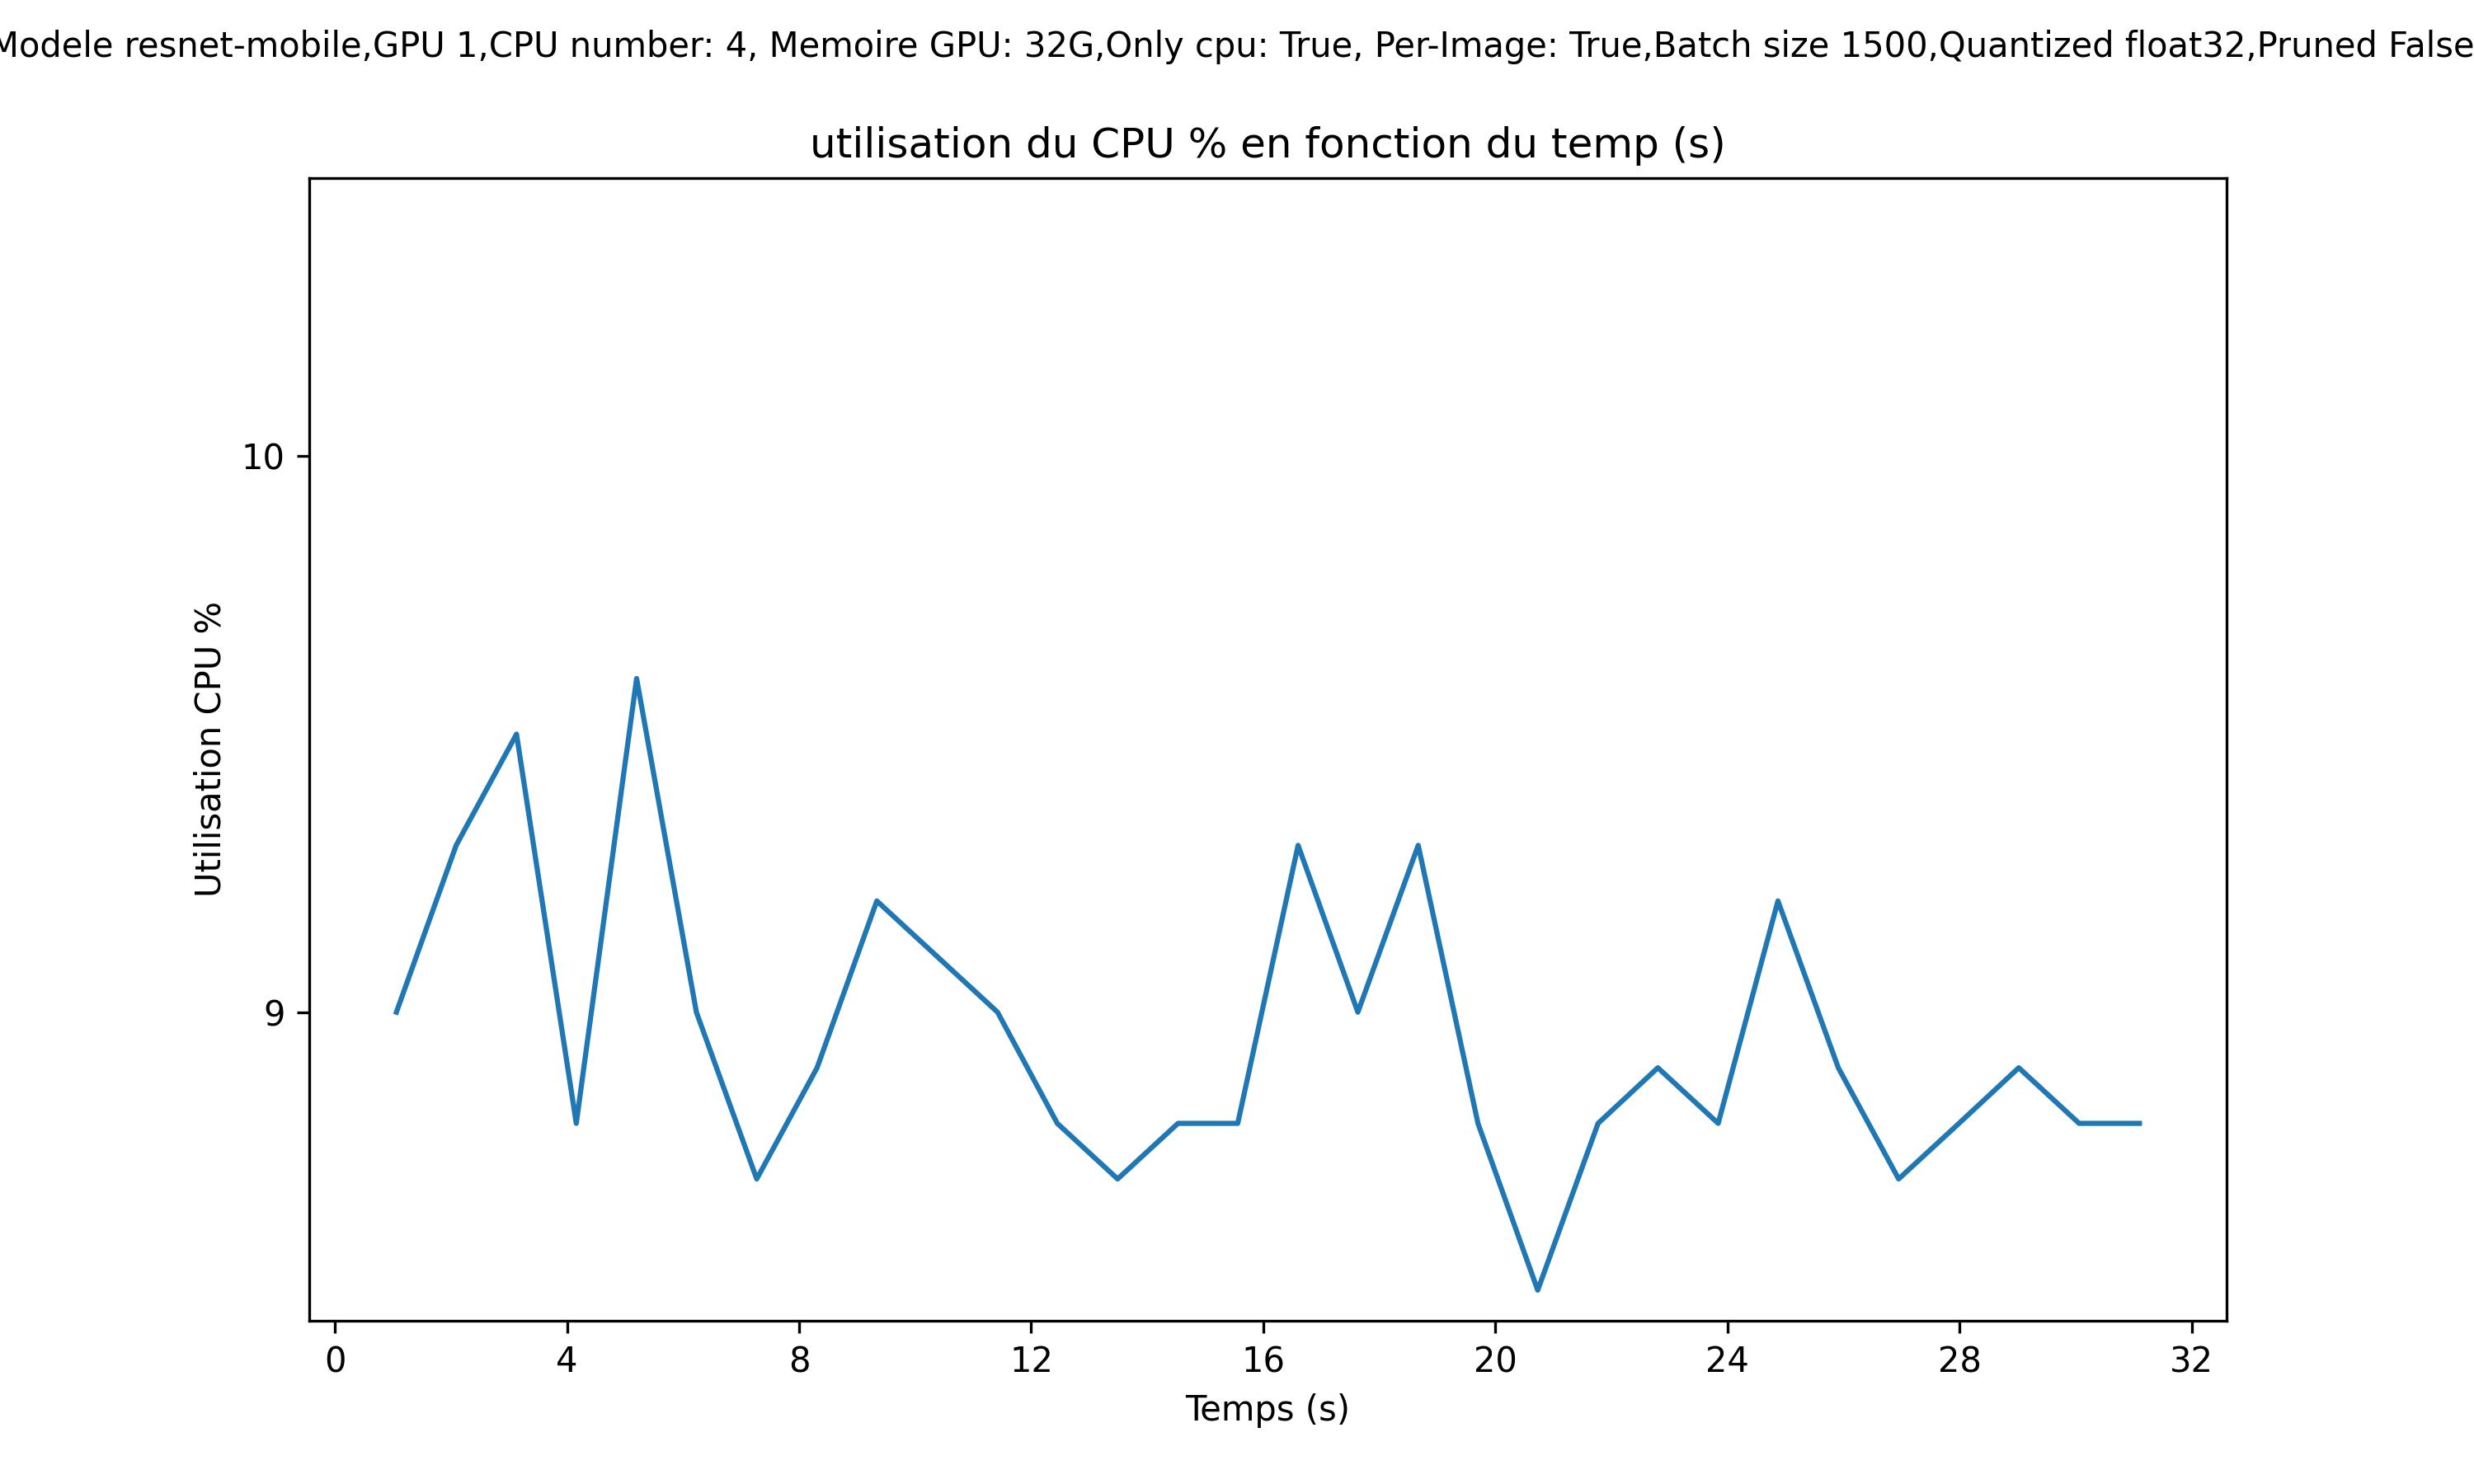 Modele resnet-mobile,GPU 1,CPU number: 4, Memoire GPU: 32G,Only cpu: True, Per-Image: True,Batch size 1500,Quantized float32,Pruned False
utilisation du CPU % en fonction du temp (s)
10
9
Utilisation CPU %
0 4 8 12 16 20 24 28 32
Temps (s)